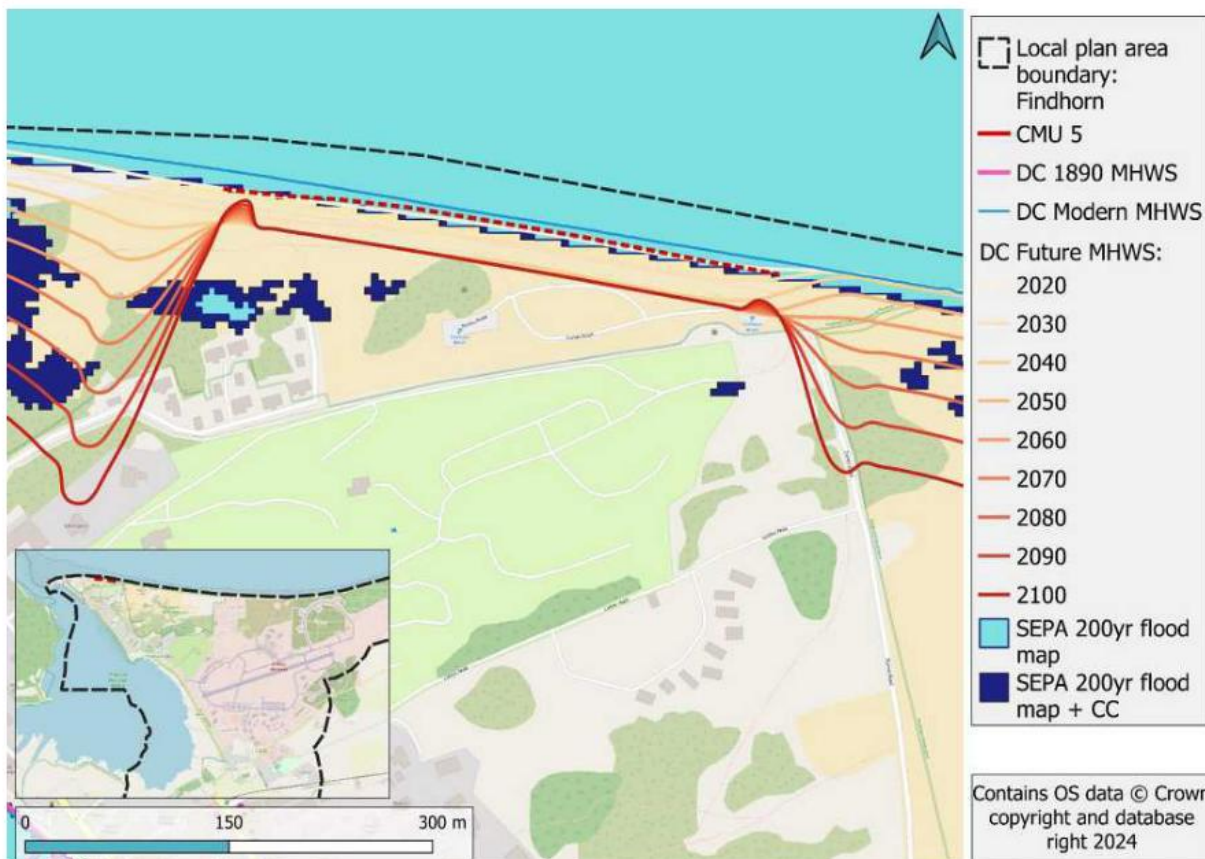 Local plan area
boundary:
Findhorn
CMU 5
DC 1890 MHWS
DC Modern MHWS
DC Future MHWS:
2020
2030
2040
2050
2060
2070
2080
2090
2100
SEPA 200yr flood
map
SEPA 200yr flood
map + CC
Contains OS data © Crown
copyright and database
right 2024
0 150 300 m